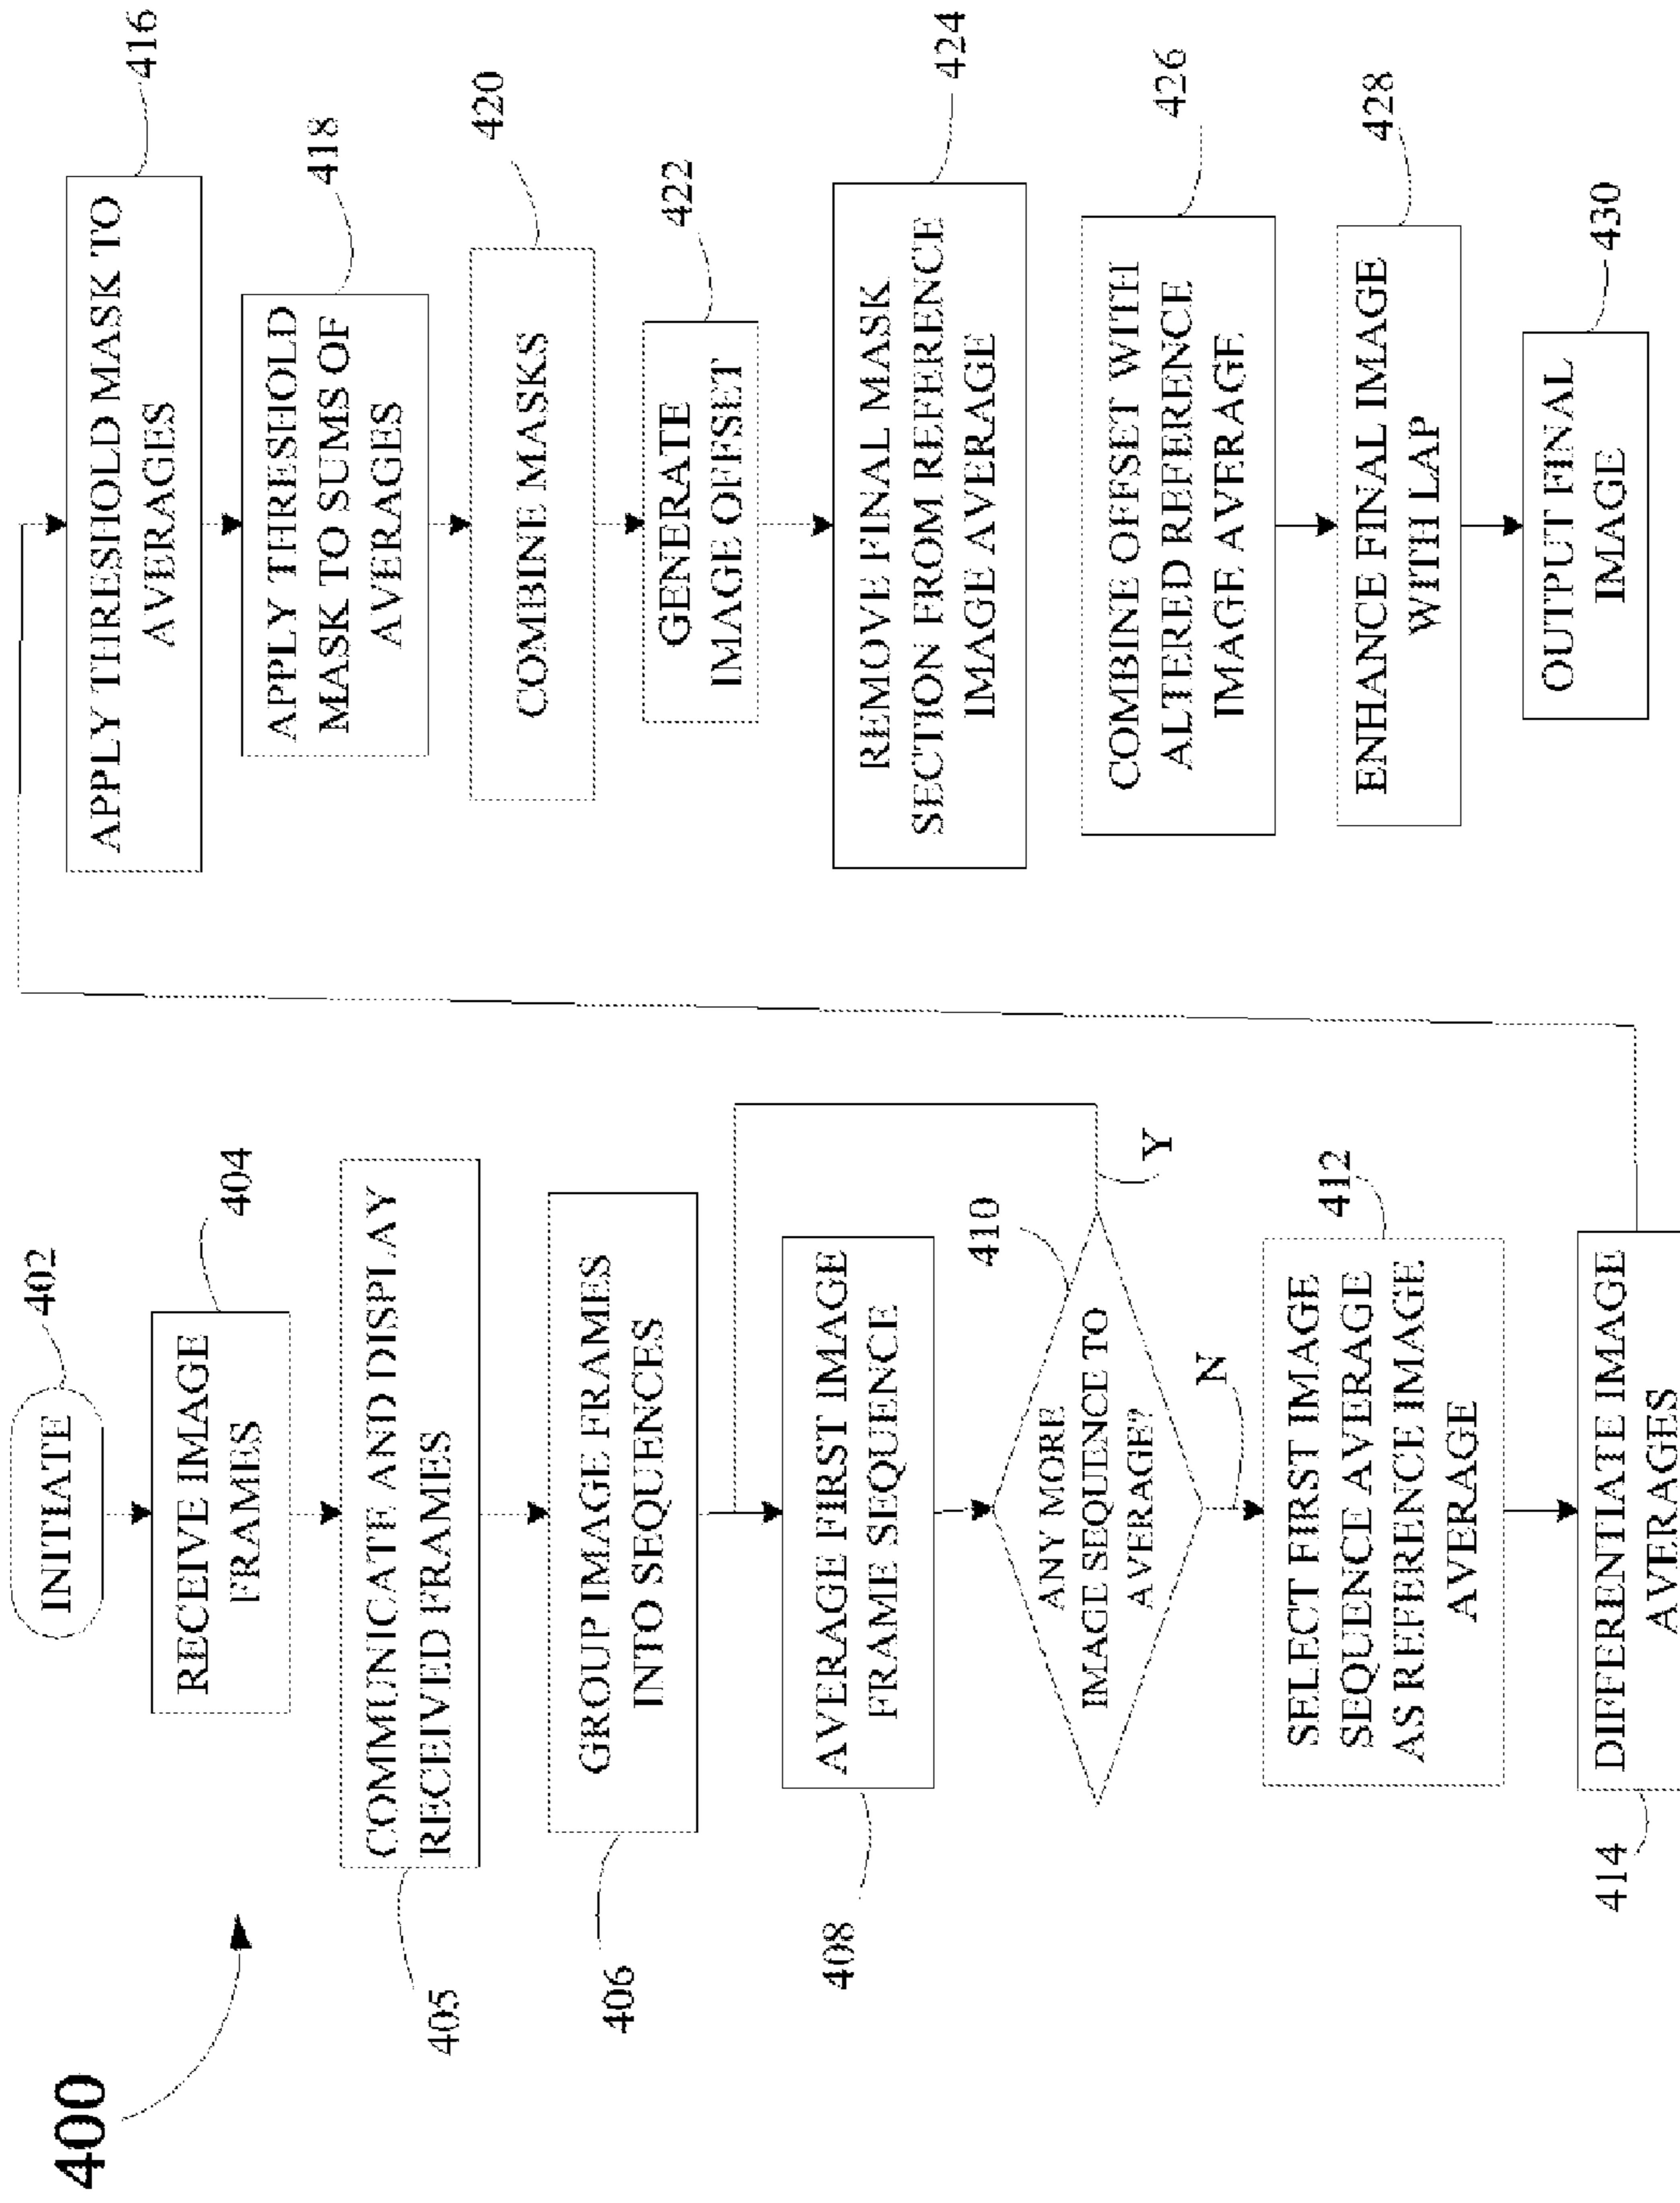 400
INITIATE
402
RECEIVE IMAGE
FRAMES
404
COMMUNICATE AND DISPLAY
RECEIVED FRAMES
405
GROUP IMAGE FRAMES
INTO SEQUENCES
406
AVERAGE FIRST IMAGE
FRAME SEQUENCE
408
ANY MORE
IMAGE SEQUENCE TO
AVERAGE?
410
Y
N
SELECT FIRST IMAGE
SEQUENCE AVERAGE
AS REFERENCE IMAGE
AVERAGE
412
DIFFERENTIATE IMAGE
AVERAGES
414
APPLY THRESHOLD MASK TO
AVERAGES
416
APPLY THRESHOLD
MASK TO SUMS OF
AVERAGES
418
COMBINE MASKS
420
GENERATE
IMAGE OFFSET
422
REMOVE FINAL MASK
SECTION FROM REFERENCE
IMAGE AVERAGE
424
COMBINE OFFSET WITH
ALTERED REFERENCE
IMAGE AVERAGE
426
ENHANCE FINAL IMAGE
WITH LAP
428
OUTPUT FINAL
IMAGE
430